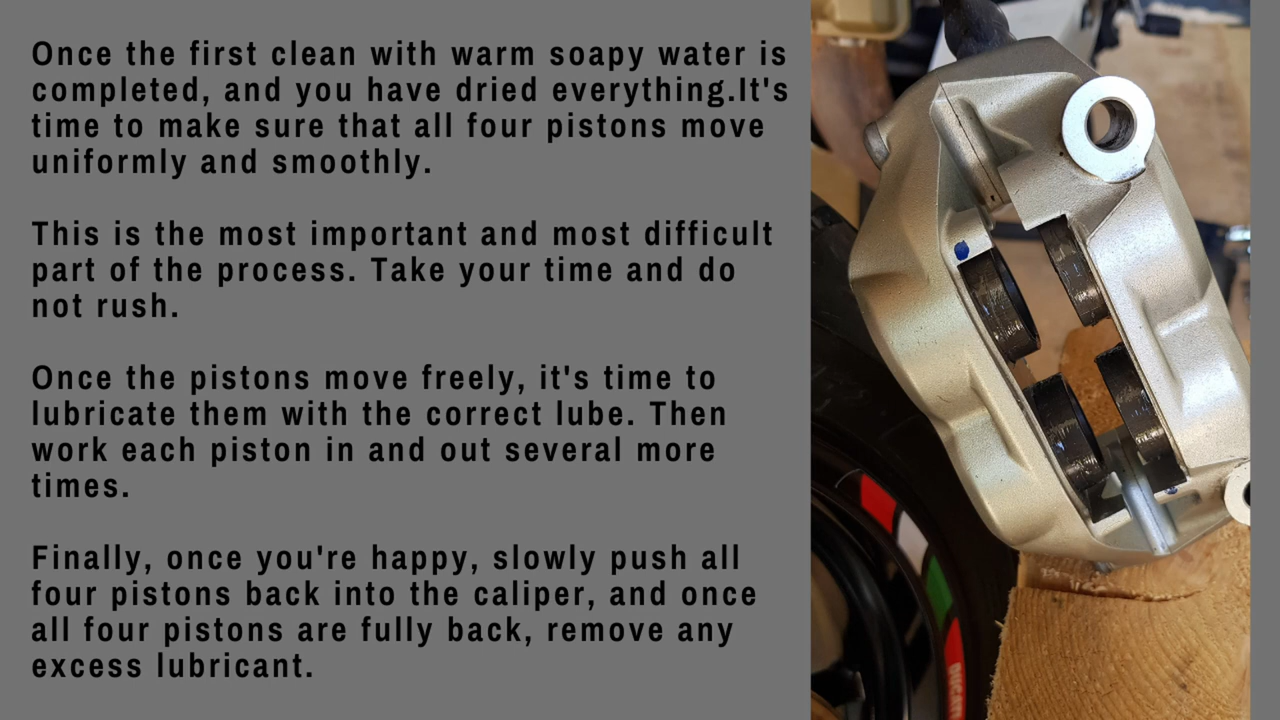 Once the first clean with warm soapy water is
completed, and you have dried everything.It's
time to make sure that all four pistons move
uniformly and smoothly.
This is the most important and most difficult
part of the process. Take your time and do
not rush.
Once the pistons move freely, it's time to
lubricate them with the correct lube. Then
work each piston in and out several more
times.
Finally, once you're happy, slowly push all
four pistons back into the caliper, and once
all four pistons are fully back, remove any
excess lubricant.
DUCATI